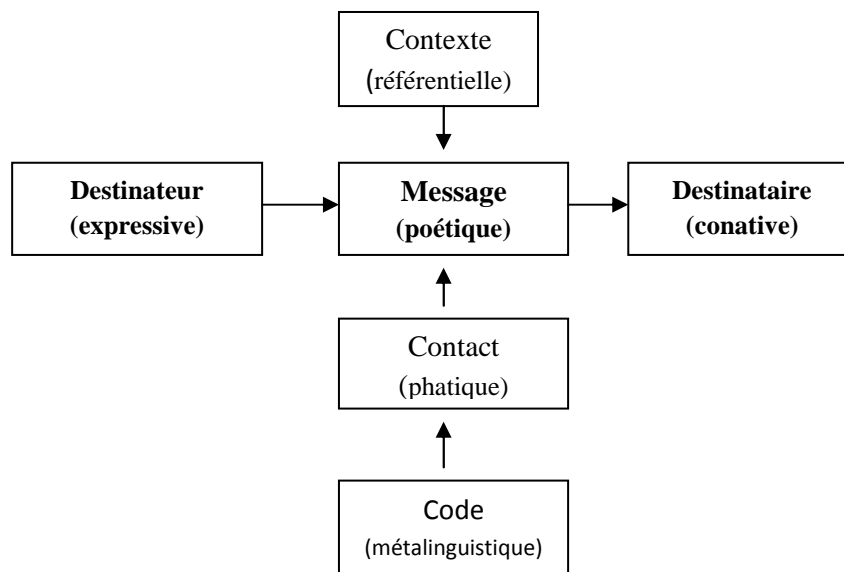 Contexte
(référentielle)
Destinateur
(expressive)
Message
(poétique)
Destinataire
(conative)
Contact
(phatique)
Code
(métalinguistique)